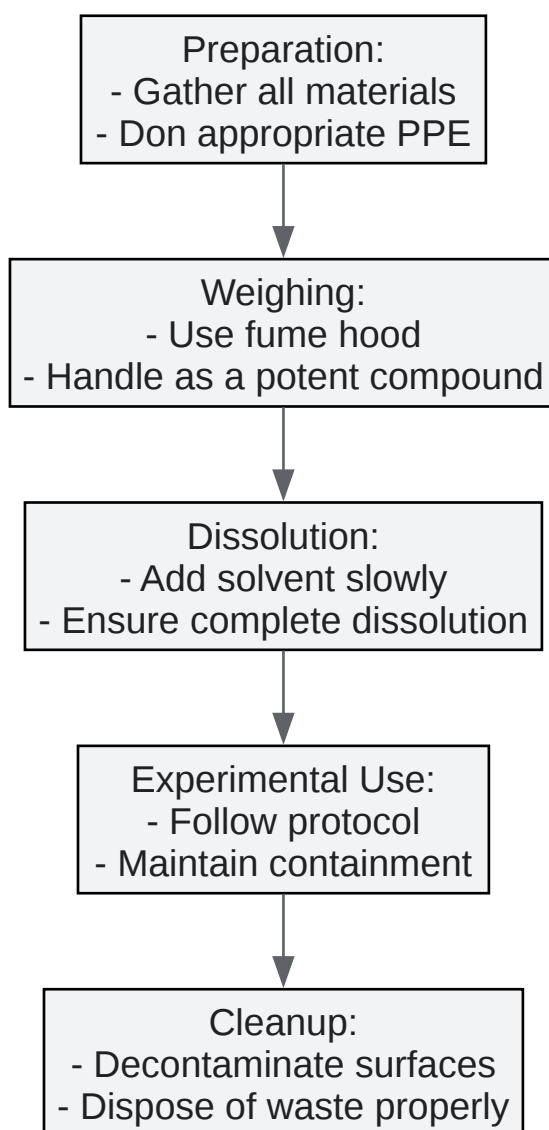 Preparation:
- Gather all materials
- Don appropriate PPE
Weighing:
- Use fume hood
- Handle as a potent compound
Dissolution:
- Add solvent slowly
- Ensure complete dissolution
Experimental Use:
- Follow protocol
- Maintain containment
Cleanup:
- Decontaminate surfaces
- Dispose of waste properly